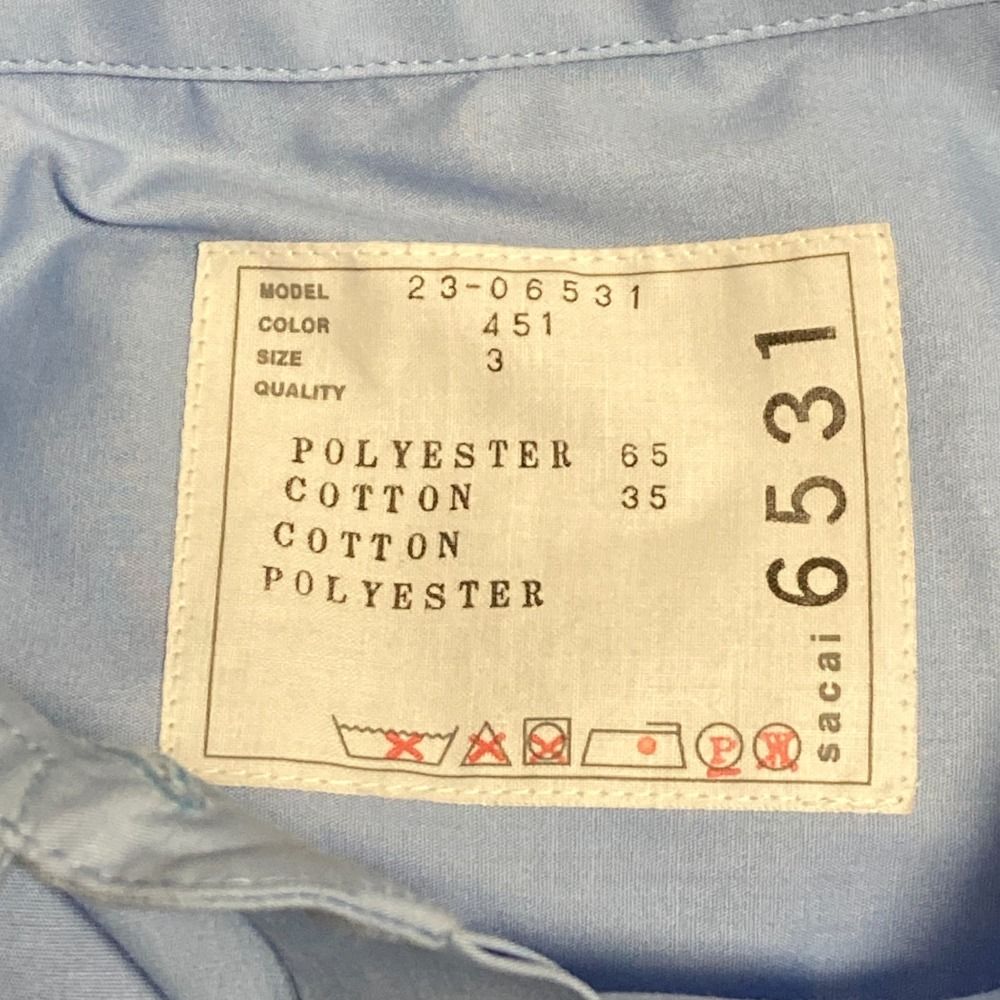 MODEL 23-06531
COLOR 451
SIZE 3
QUALITY
POLYESTER 65
COTTON 35
COTTON
POLYESTER
P W
sacai 6531